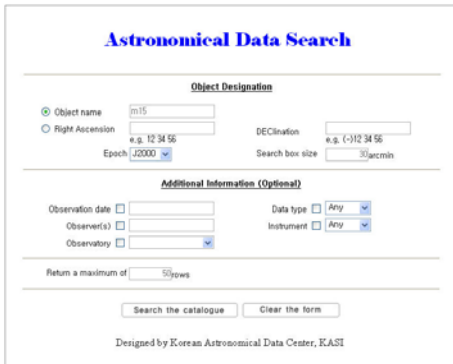 Astronomical Data Search
Object Designation
Object name m15
Right Ascension DEClination
e.g. 12 34 56 e.g. (-)12 34 56
Epoch J2000 Search box size 30 arcmin
Additional Information (Optional)
Observation date Data type Any
Observer(s) Instrument Any
Observatory
Return a maximum of 50 rows
Search the catalogue Clear the form
Designed by Korean Astronomical Data Center, KASI